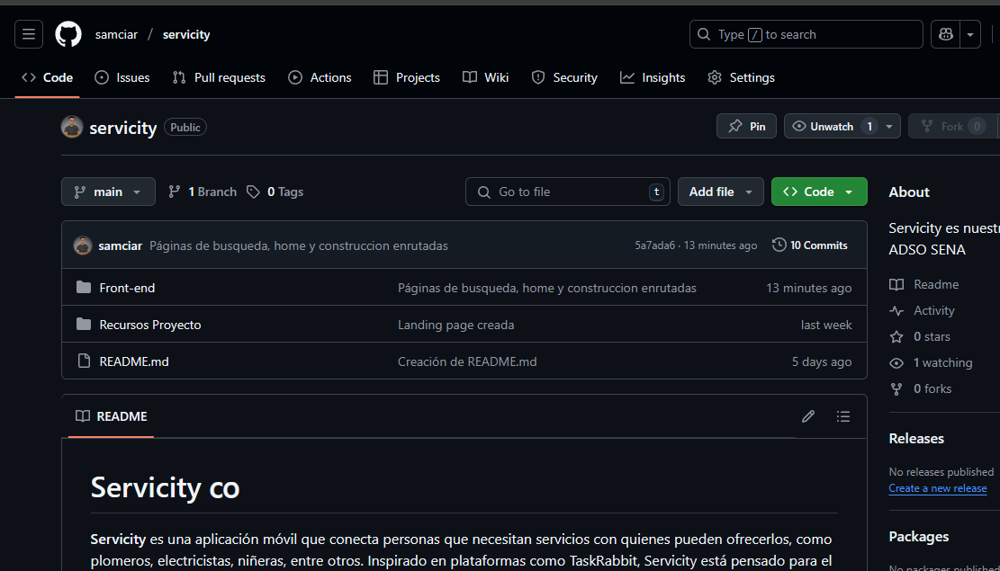 samciar / servicity
Type / to search
Code Issues Pull requests Actions Projects Wiki Security Insights Settings
servicity Public
Pin Unwatch 1 Fork 0
main 1 Branch 0 Tags
Go to file t Add file Code
samciar Páginas de busqueda, home y construccion enrutadas 5a7ada6 · 13 minutes ago 10 Commits
Front-end Páginas de busqueda, home y construccion enrutadas 13 minutes ago
Recursos Proyecto Landing page creada last week
README.md Creación de README.md 5 days ago
README
Servicity co
Servicity es una aplicación móvil que conecta personas que necesitan servicios con quienes pueden ofrecerlos, como
plomeros, electricistas, niñeras, entre otros. Inspirado en plataformas como TaskRabbit, Servicity está pensado para el
About
Servicity es nuestr
ADSO SENA
Readme
Activity
0 stars
1 watching
0 forks
Releases
No releases published
Create a new release
Packages
No packages published